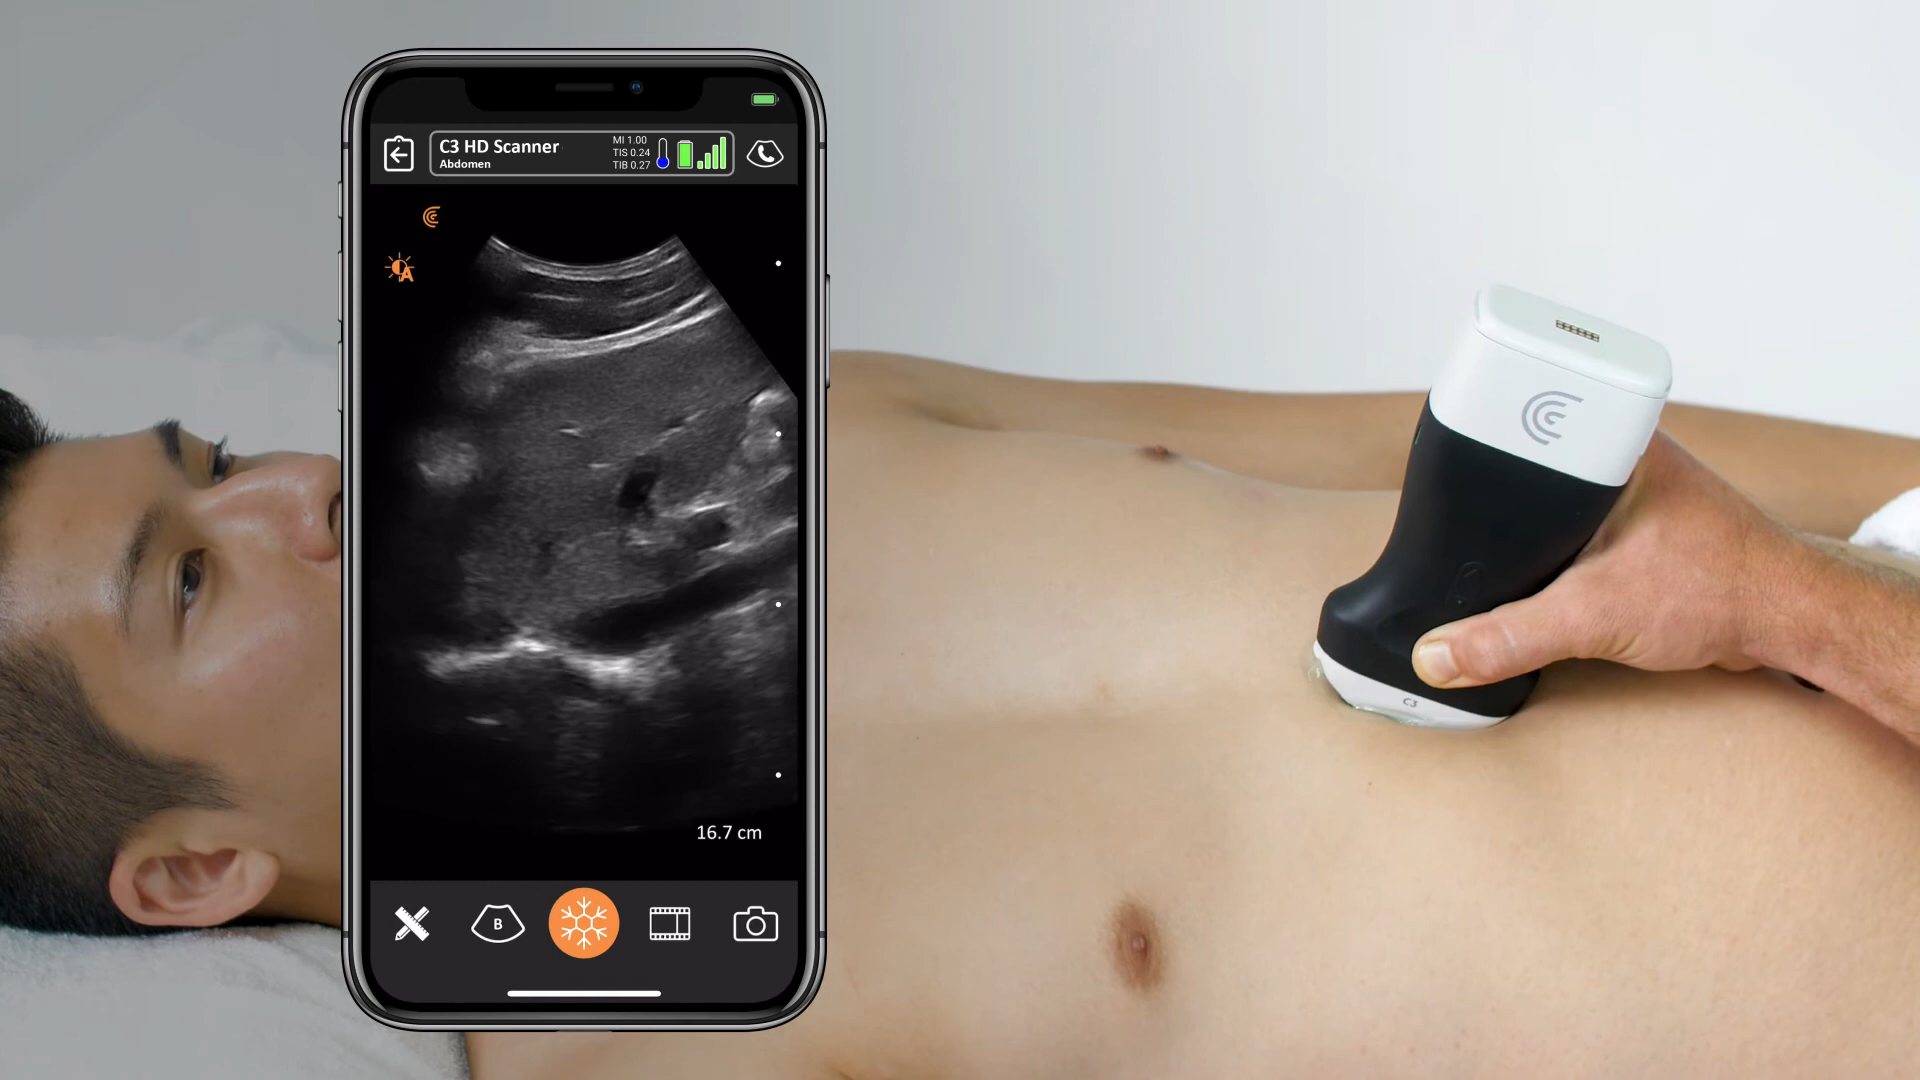 C3 HD Scanner
Abdomen
MI 1.00
TIS 0.24
TIB 0.27
A
16.7 cm
B
C3